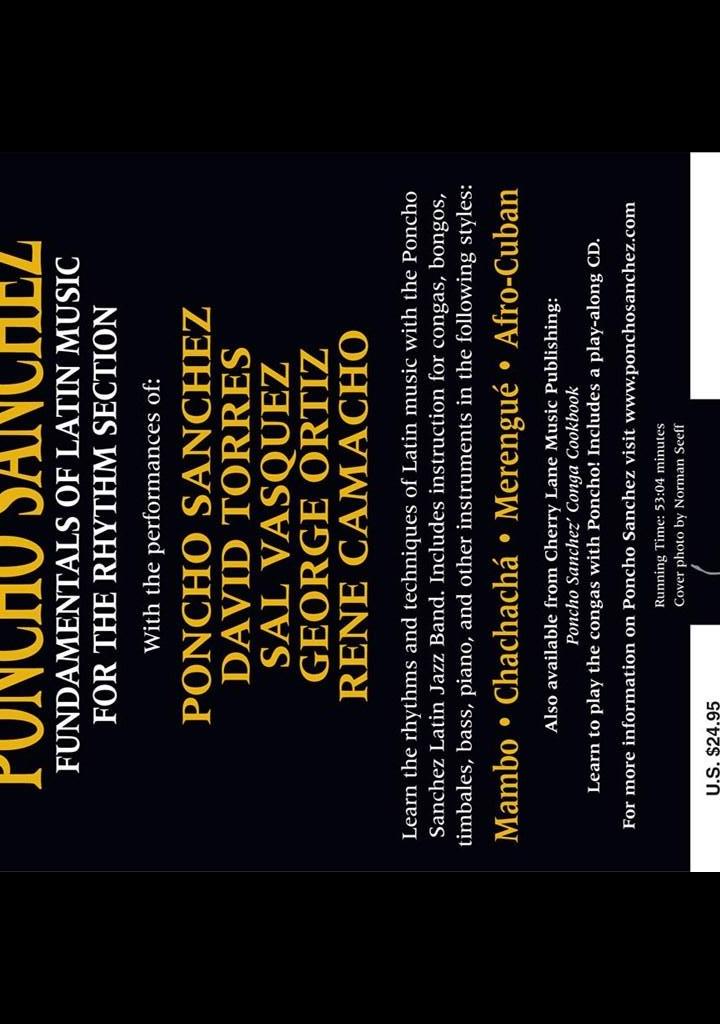 PONCHO SANCHEZ
FUNDAMENTALS OF LATIN MUSIC
FOR THE RHYTHM SECTION
With the performances of:
PONCHO SANCHEZ
DAVID TORRES
SAL VASQUEZ
GEORGE ORTIZ
RENE CAMACHO
Learn the rhythms and techniques of Latin music with the Poncho
Sanchez Latin Jazz Band. Includes instruction for congas, bongos,
timbales, bass, piano, and other instruments in the following styles:
Mambo • Chachachá • Merengué • Afro-Cuban
Also available from Cherry Lane Music Publishing:
Poncho Sanchez' Conga Cookbook
Learn to play the congas with Poncho! Includes a play-along CD.
For more information on Poncho Sanchez visit www.ponchosanchez.com
Running Time: 53:04 minutes
Cover photo by Norman Seeff
U.S. $24.95